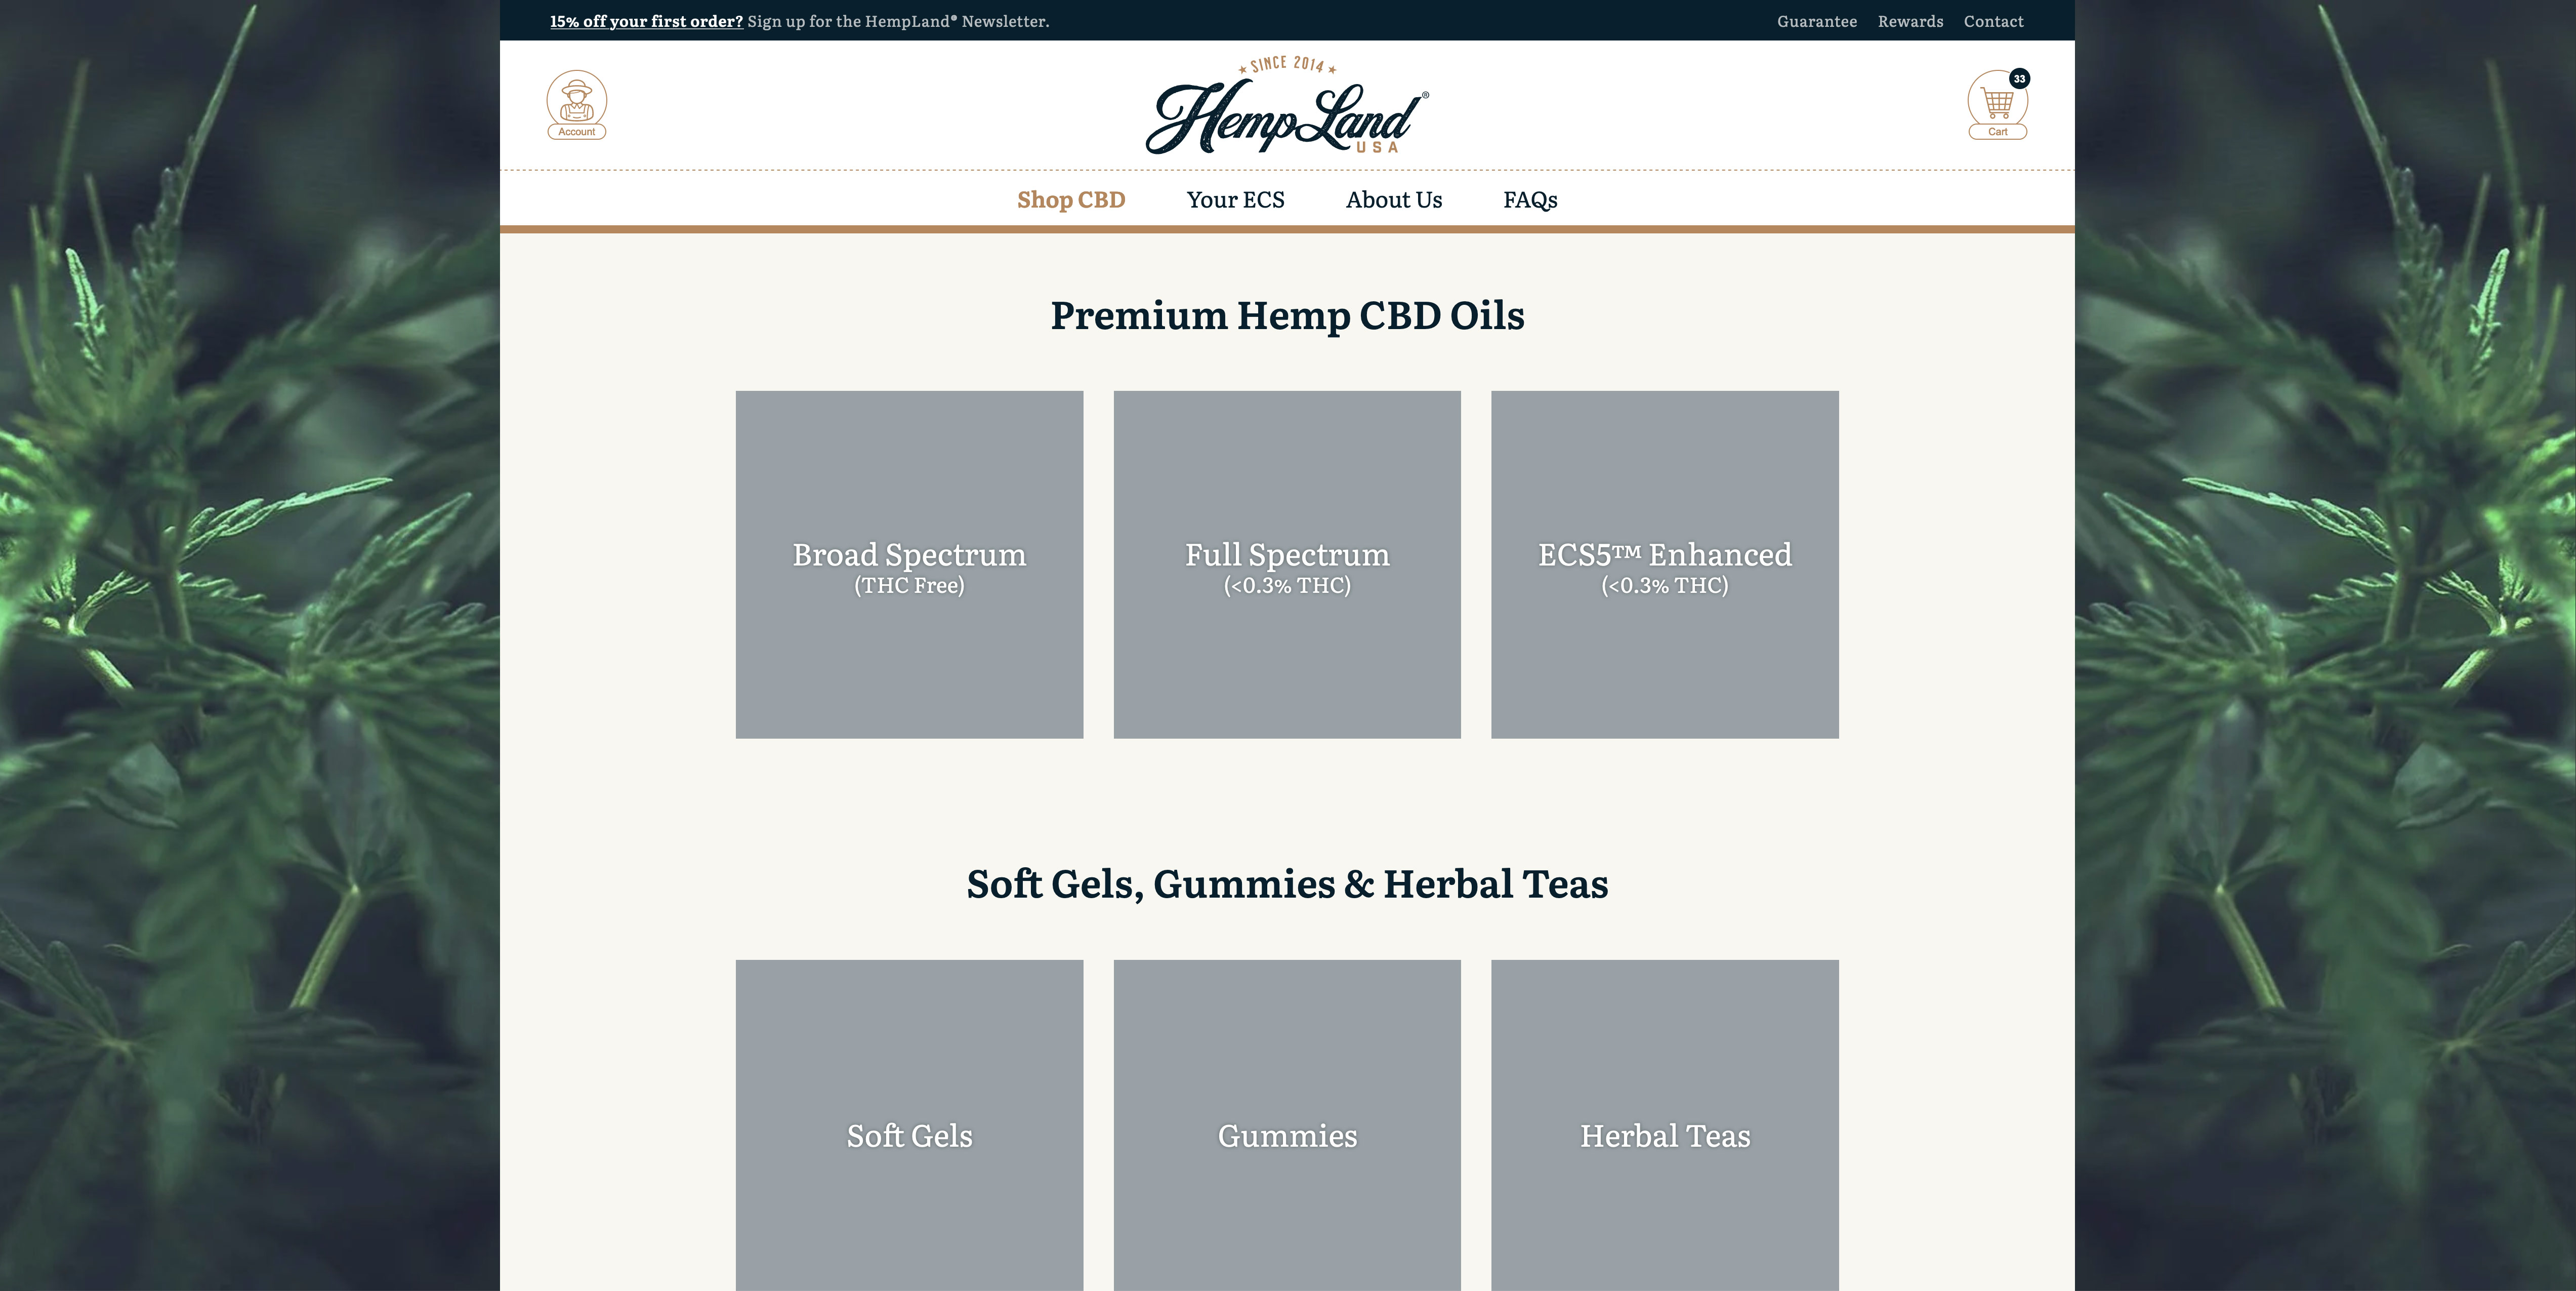 15% off your first order? Sign up for the HempLand® Newsletter.
Guarantee Rewards Contact
Account
★ SINCE 2014 ★
HempLand®
USA
33
Cart
Shop CBD Your ECS About Us FAQs
Premium Hemp CBD Oils
Broad Spectrum
(THC Free)
Full Spectrum
(<0.3% THC)
ECS5™ Enhanced
(<0.3% THC)
Soft Gels, Gummies & Herbal Teas
Soft Gels
Gummies
Herbal Teas